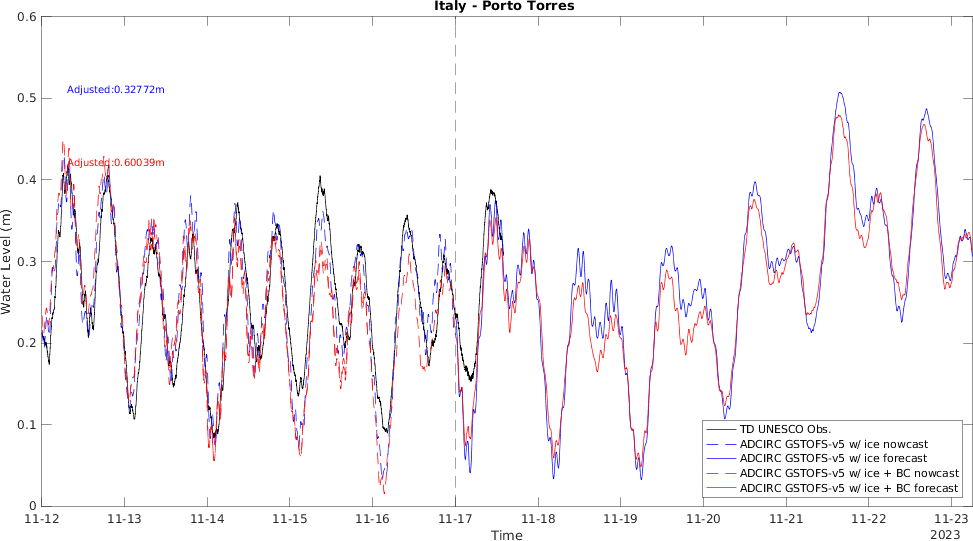 Italy - Porto Torres
0.6
0.5
0.4
0.3
0.2
0.1
0
Water Level (m)
Adjusted:0.32772m
Adjusted:0.60039m
TD UNESCO Obs.
ADCIRC GSTOFS-v5 w/ ice nowcast
ADCIRC GSTOFS-v5 w/ ice forecast
ADCIRC GSTOFS-v5 w/ ice + BC nowcast
ADCIRC GSTOFS-v5 w/ ice + BC forecast
11-12 11-13 11-14 11-15 11-16 11-17 11-18 11-19 11-20 11-21 11-22 11-23
2023
Time